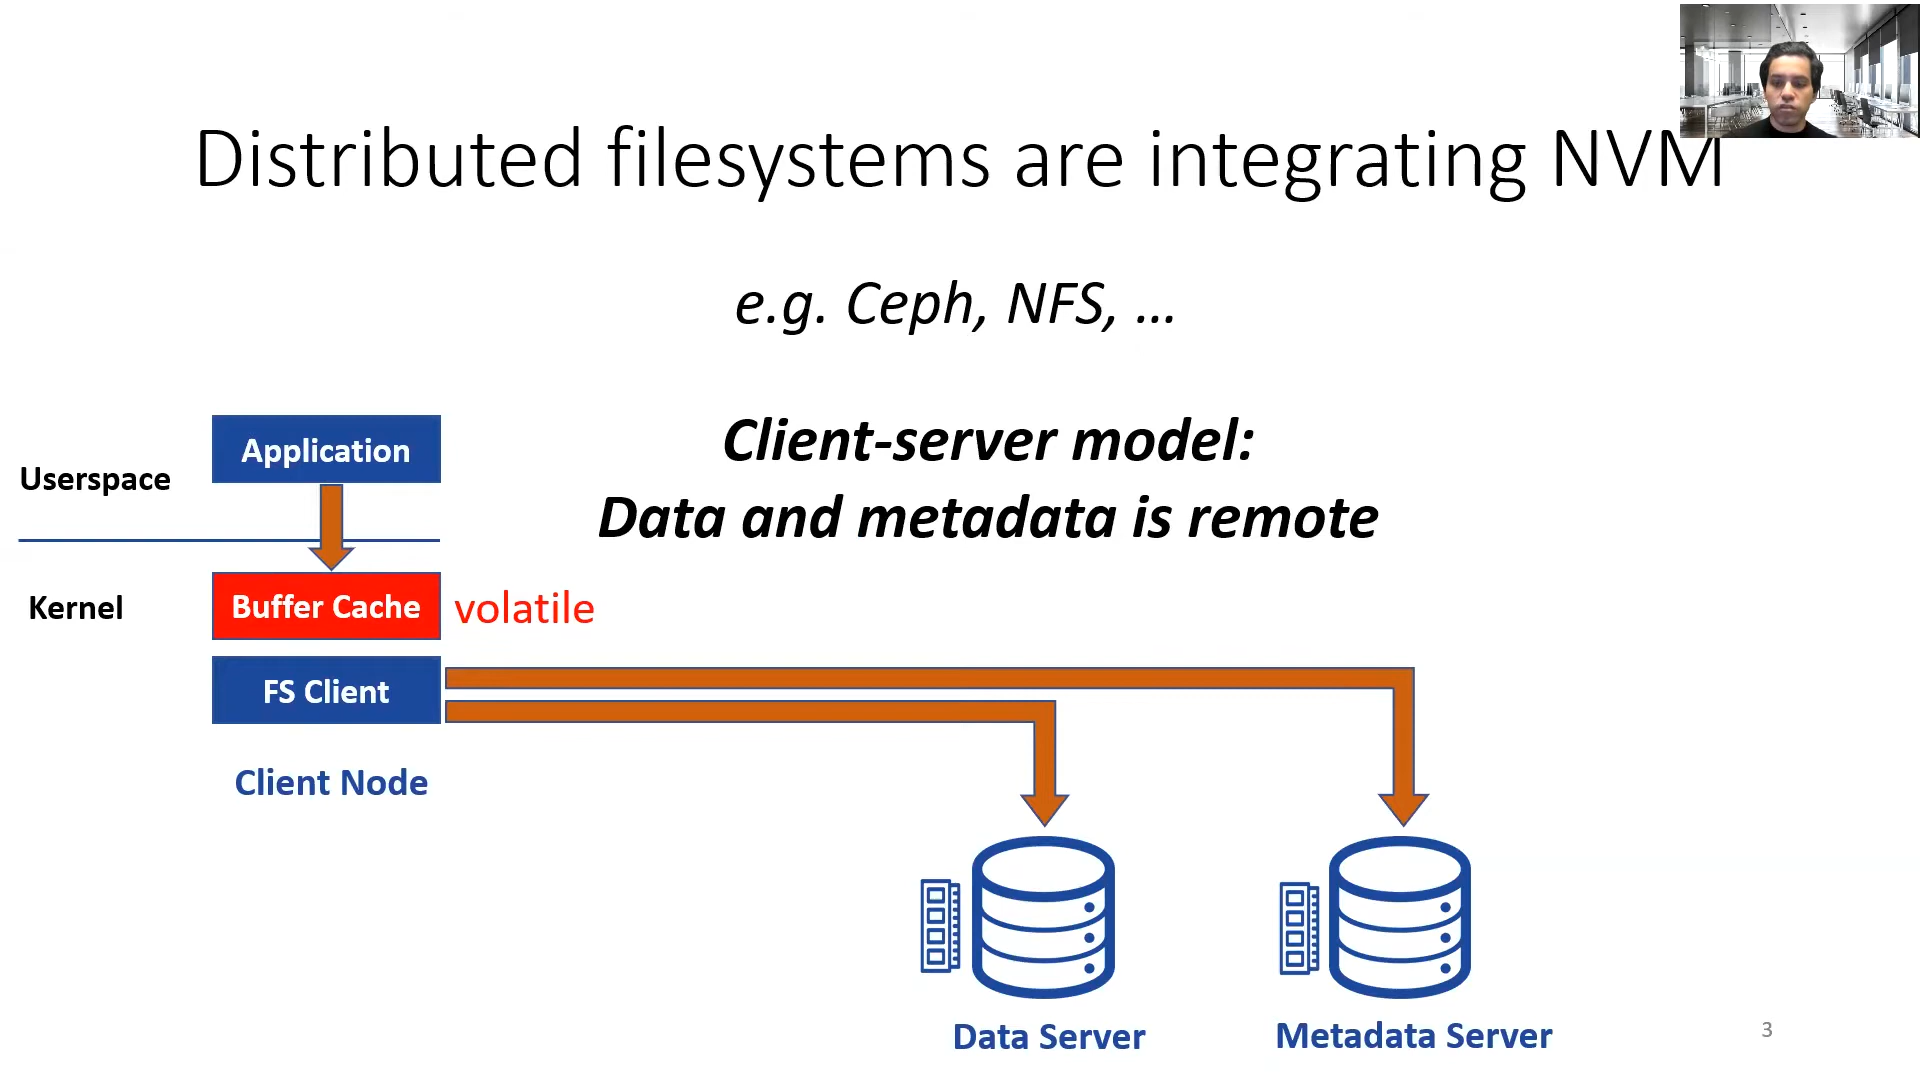 Distributed filesystems are integrating NVM
e.g. Ceph, NFS, ...
Client-server model:
Data and metadata is remote
Userspace
Application
Kernel
Buffer Cache
volatile
FS Client
Client Node
Data Server
Metadata Server
3